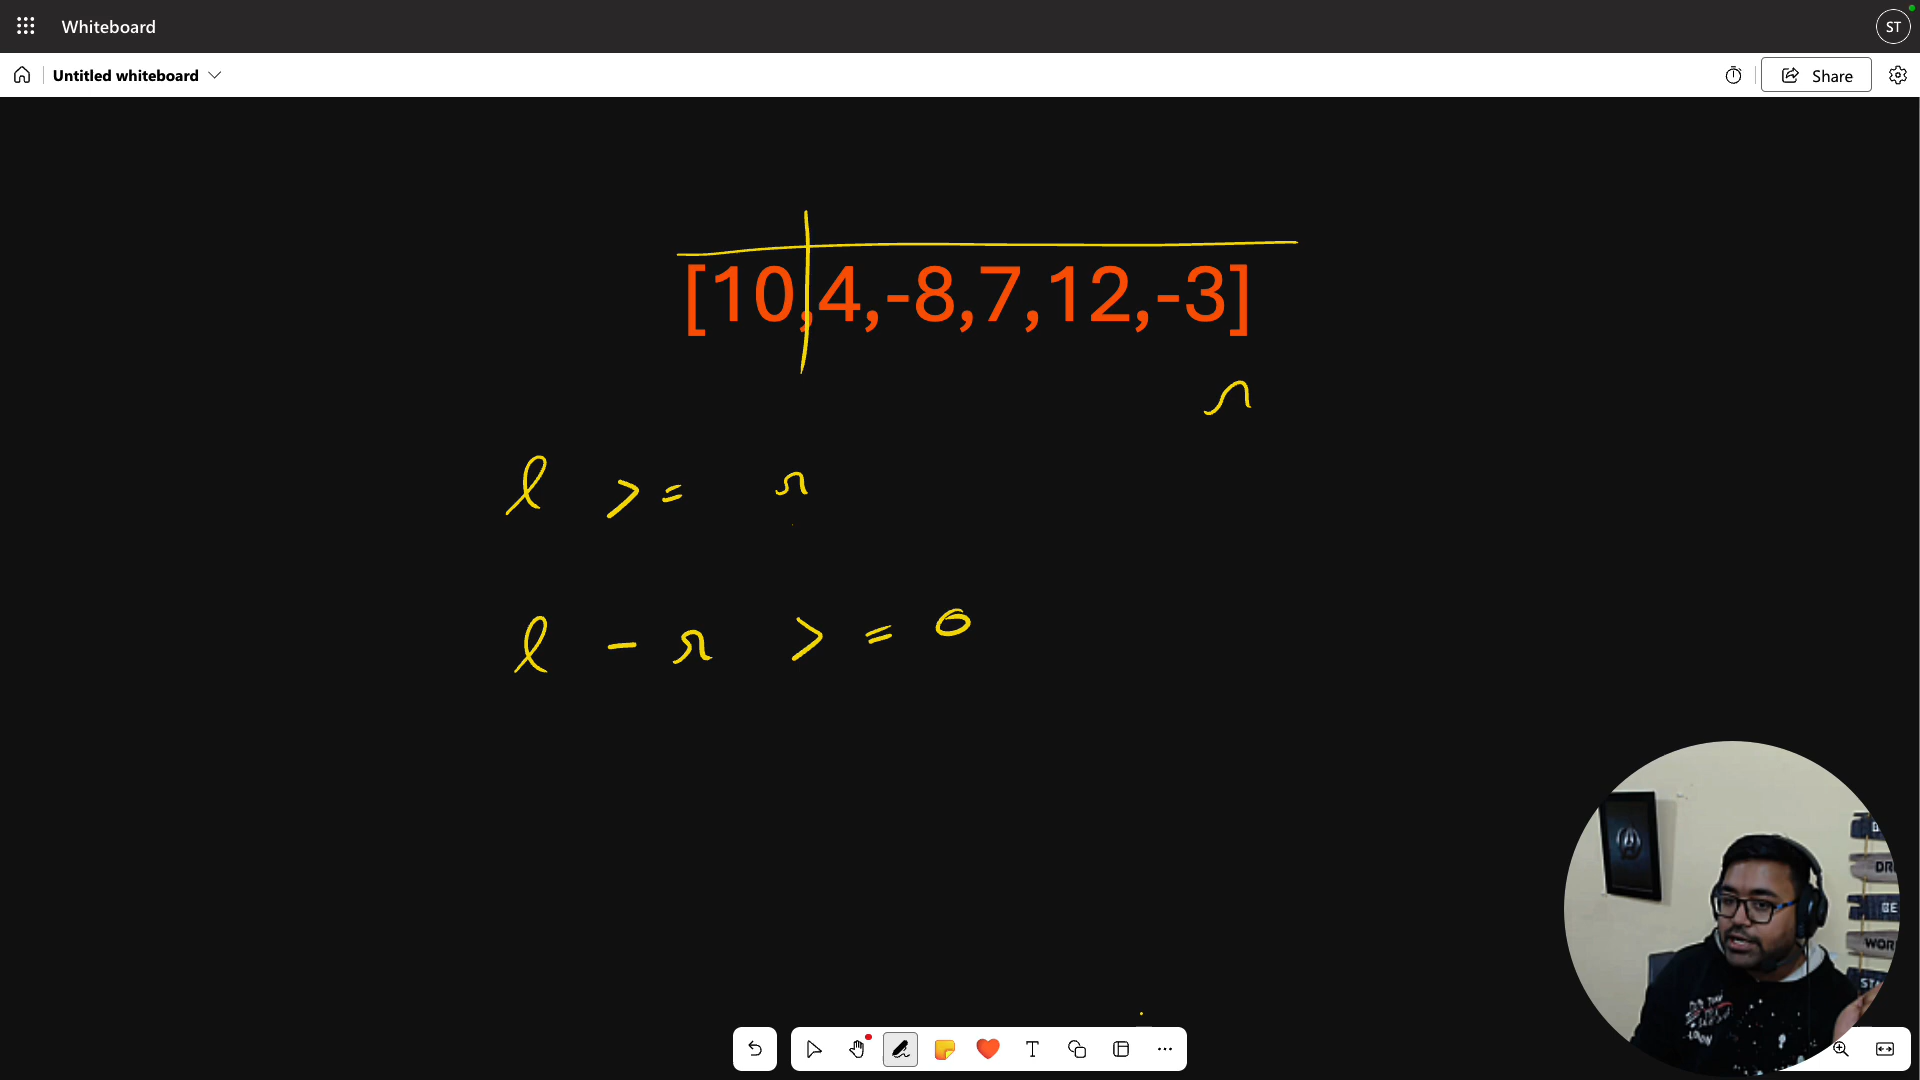 Whiteboard
ST
Untitled whiteboard
Share
[10,4,-8,7,12,-3]
r
l >= r
l - r >= 0
T